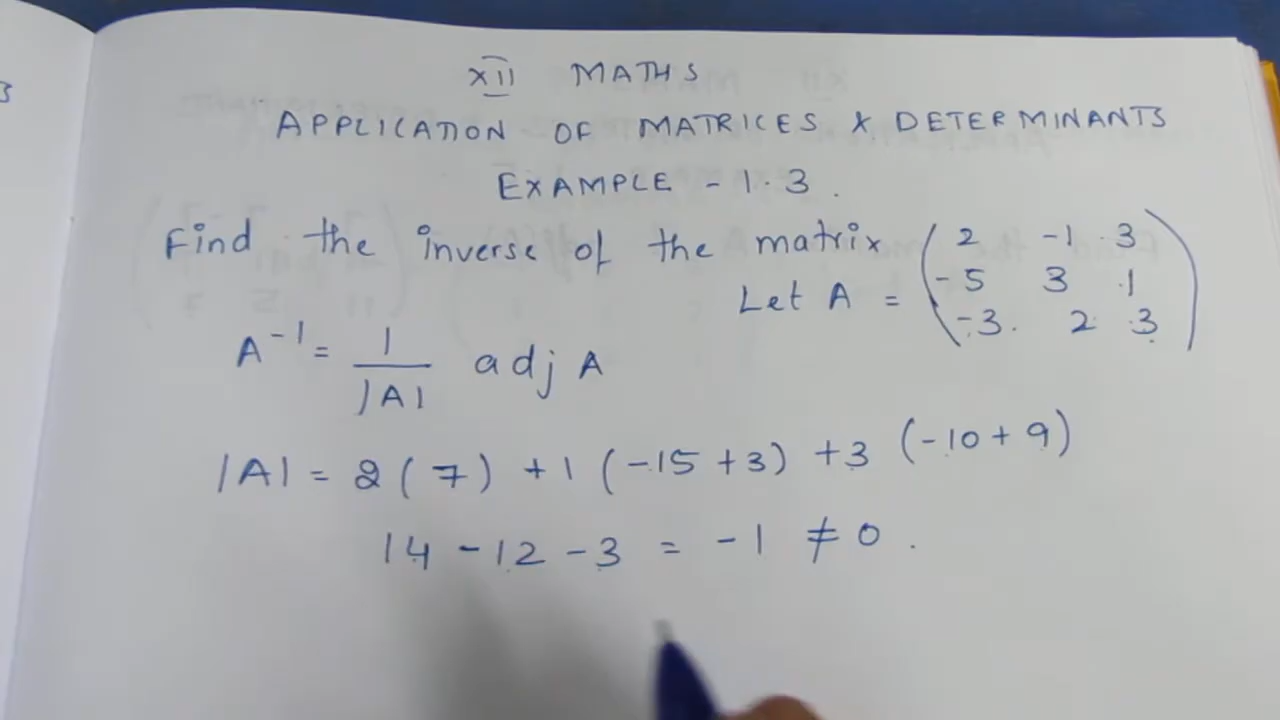 XII MATHS
APPLICATION OF MATRICES & DETERMINANTS
EXAMPLE - 1.3.
Find the inverse of the matrix
Let A = ( 2 -1 3
-5 3 1
-3 2 3 )
A⁻¹ = 1/|A| adj A
|A| = 2(7) + 1(-15+3) + 3(-10+9)
14 - 12 - 3 = -1 ≠ 0.